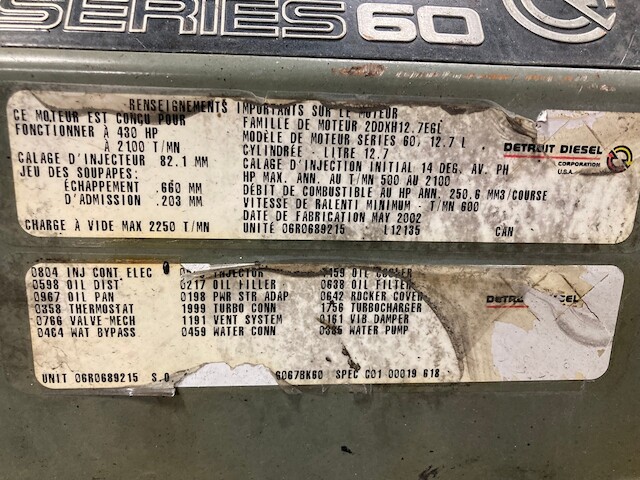 SERIES 60
RENSEIGNEMENTS IMPORTANTS SUR LE MOTEUR
CE MOTEUR EST CONÇU POUR
FONCTIONNER À 430 HP
À 2100 T/MN
CALAGE D'INJECTEUR 82.1 MM
JEU DES SOUPAPES:
ÉCHAPPEMENT .660 MM
D'ADMISSION .203 MM
CHARGE À VIDE MAX 2250 T/MN
FAMILLE DE MOTEUR 2DDXH12.7EGL
MODÈLE DE MOTEUR SÉRIES 60, 12.7 L
CYLINDRÉE - LITRE 12.7
CALAGE D'INJECTION INITIAL 14 DEG. AV. PH
HP MAX. ANN. AU T/MN 500 AU 2100
DÉBIT DE COMBUSTIBLE AU HP ANN. 250.6 MM3/COURSE
VITESSE DE RALENTI MINIMUM - T/MN 600
DATE DE FABRICATION MAY 2002
UNITÉ 06R0689215 L12135 CAN
DETROIT DIESEL
CORPORATION
U.S.A.
0804 INJ CONT ELEC
0598 OIL DIST
0967 OIL PAN
0358 THERMOSTAT
0766 VALVE MECH
0464 WAT BYPASS
INJECTOR
0217 OIL FILLER
0198 PWR STR ADAP
1999 TURBO CONN
1191 VENT SYSTEM
0459 WATER CONN
1459 OIL COOLER
0638 OIL FILTER
0642 ROCKER COVER
1756 TURBOCHARGER
0161 VIB DAMPER
0385 WATER PUMP
UNIT 06R0689215 S.O. 6067BK60 SPEC C01 00019 618